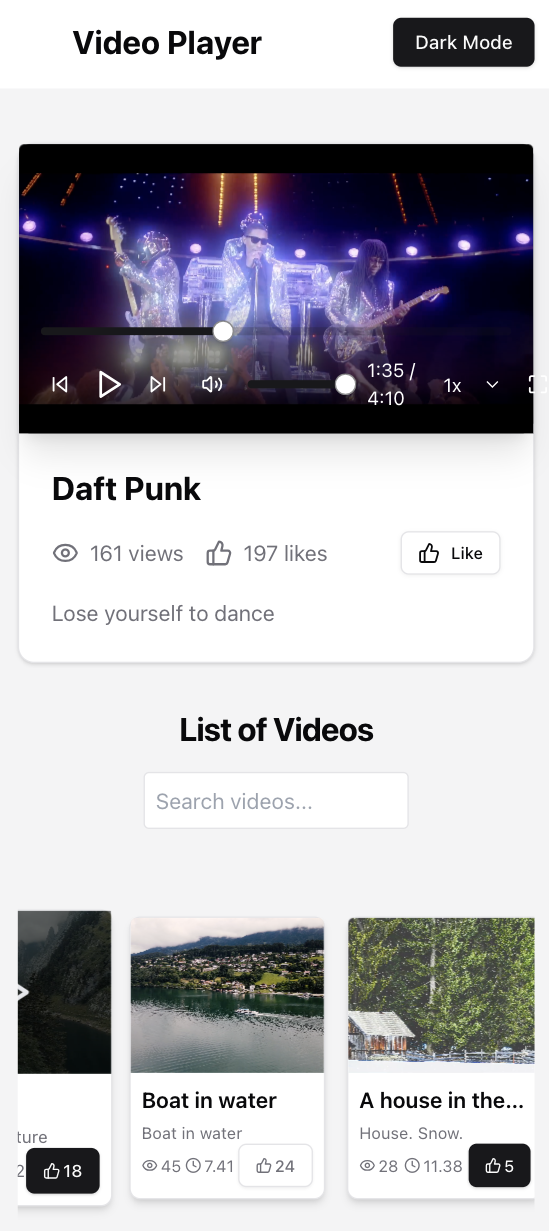 Video Player
Dark Mode
1:35 /
4:10
1x
Daft Punk
161 views
197 likes
Like
Lose yourself to dance
List of Videos
Search videos...
ture
2
18
Boat in water
Boat in water
45
7.41
24
A house in the...
House. Snow.
28
11.38
5